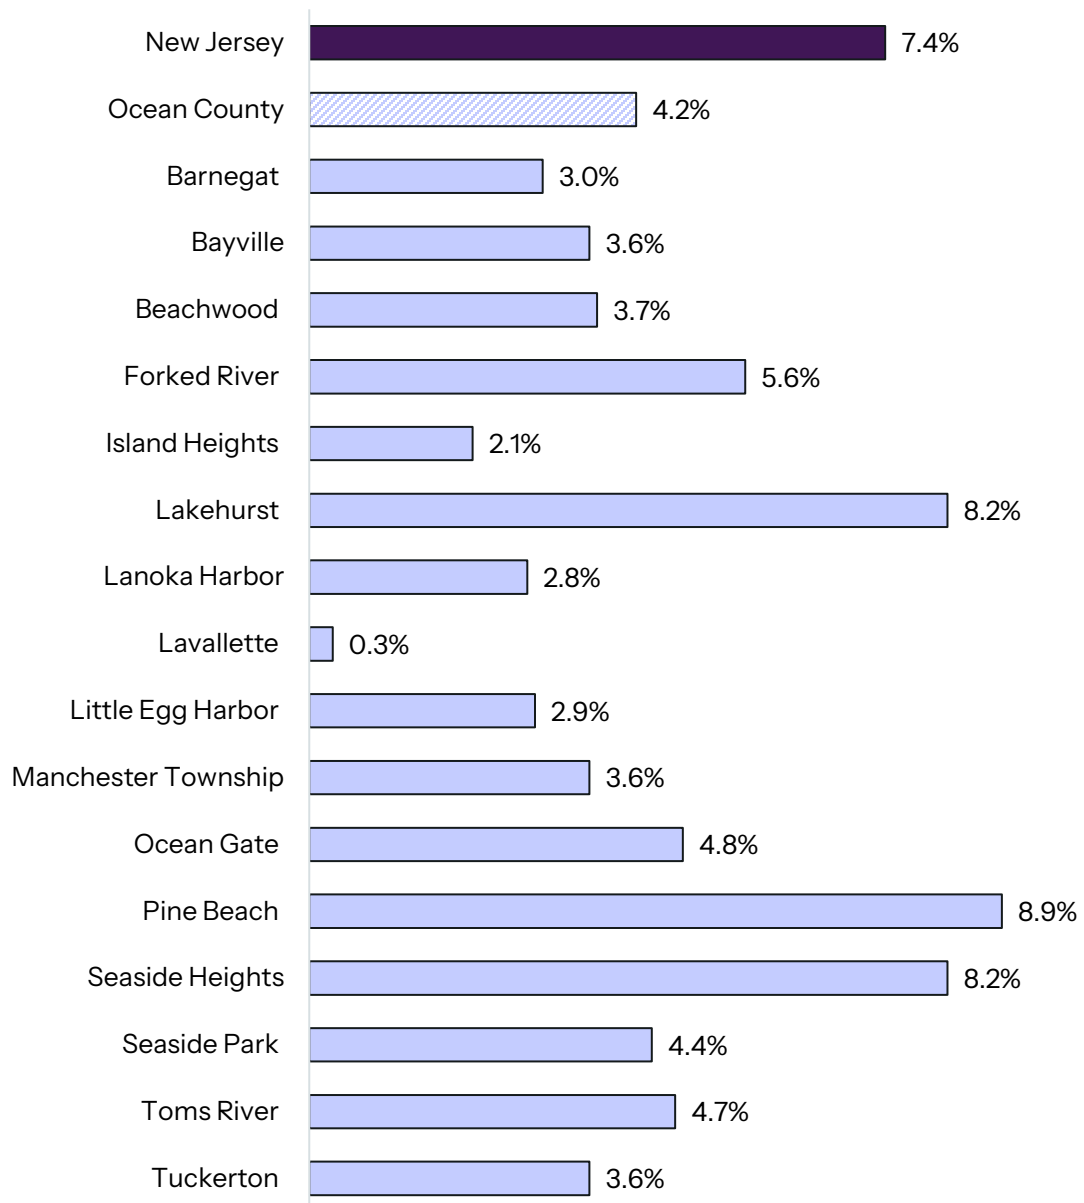 New Jersey 7.4%
Ocean County 4.2%
Barnegat 3.0%
Bayville 3.6%
Beachwood 3.7%
Forked River 5.6%
Island Heights 2.1%
Lakehurst 8.2%
Lanoka Harbor 2.8%
Lavallette 0.3%
Little Egg Harbor 2.9%
Manchester Township 3.6%
Ocean Gate 4.8%
Pine Beach 8.9%
Seaside Heights 8.2%
Seaside Park 4.4%
Toms River 4.7%
Tuckerton 3.6%